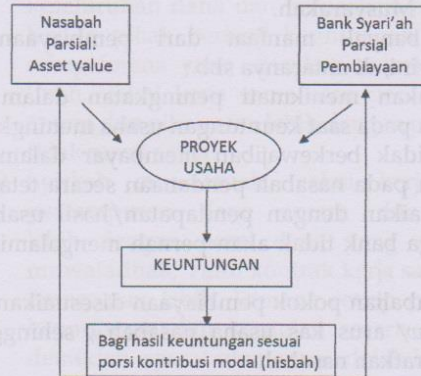 Nasabah
Parsial:
Asset Value
Bank Syari'ah
Parsial
Pembiayaan
PROYEK
USAHA
KEUNTUNGAN
Bagi hasil keuntungan sesuai
porsi kontribusi modal (nisbah)